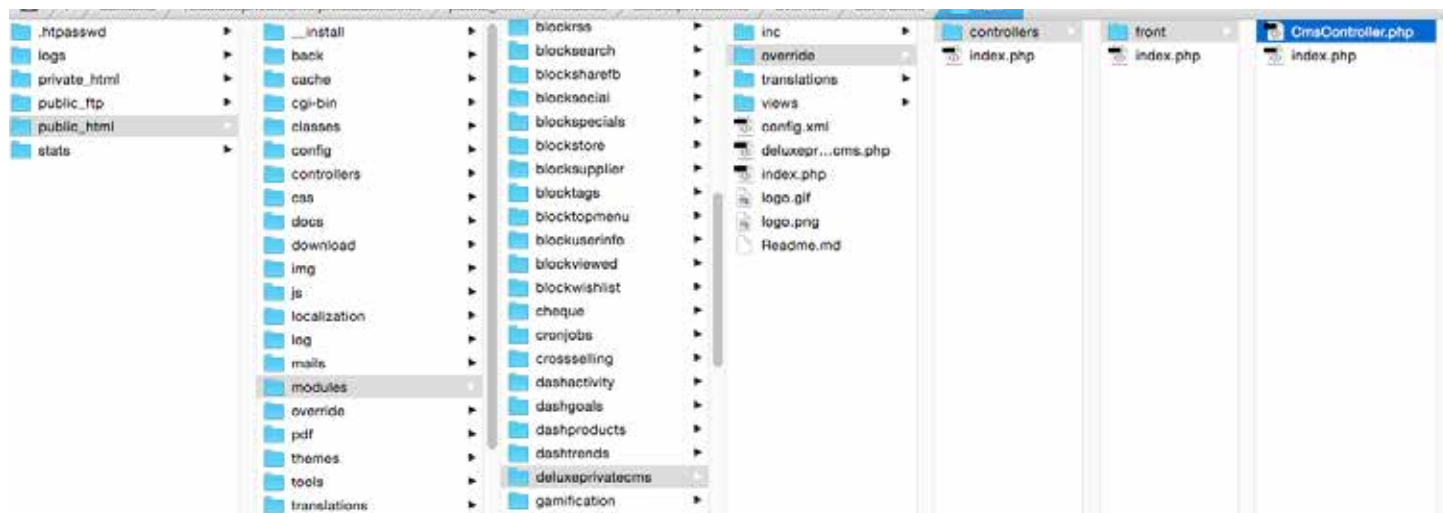 .htpasswd
logs
private_html
public_ftp
public_html
stats
__install
back
cache
cgi-bin
classes
config
controllers
css
docs
download
img
js
localization
log
mails
modules
override
pdf
themes
tools
translations
blockrss
blocksearch
blocksharefb
blocksocial
blockspecials
blockstore
blocksupplier
blocktags
blocktopmenu
blockuserinfo
blockviewed
blockwishlist
cheque
cronjobs
crossselling
dashactivity
dashgoals
dashproducts
dashtrends
deluxeprivatecms
gamification
inc
override
translations
views
config.xml
deluxepr...cms.php
index.php
logo.gif
logo.png
Readme.md
controllers
index.php
front
index.php
CmsController.php
index.php